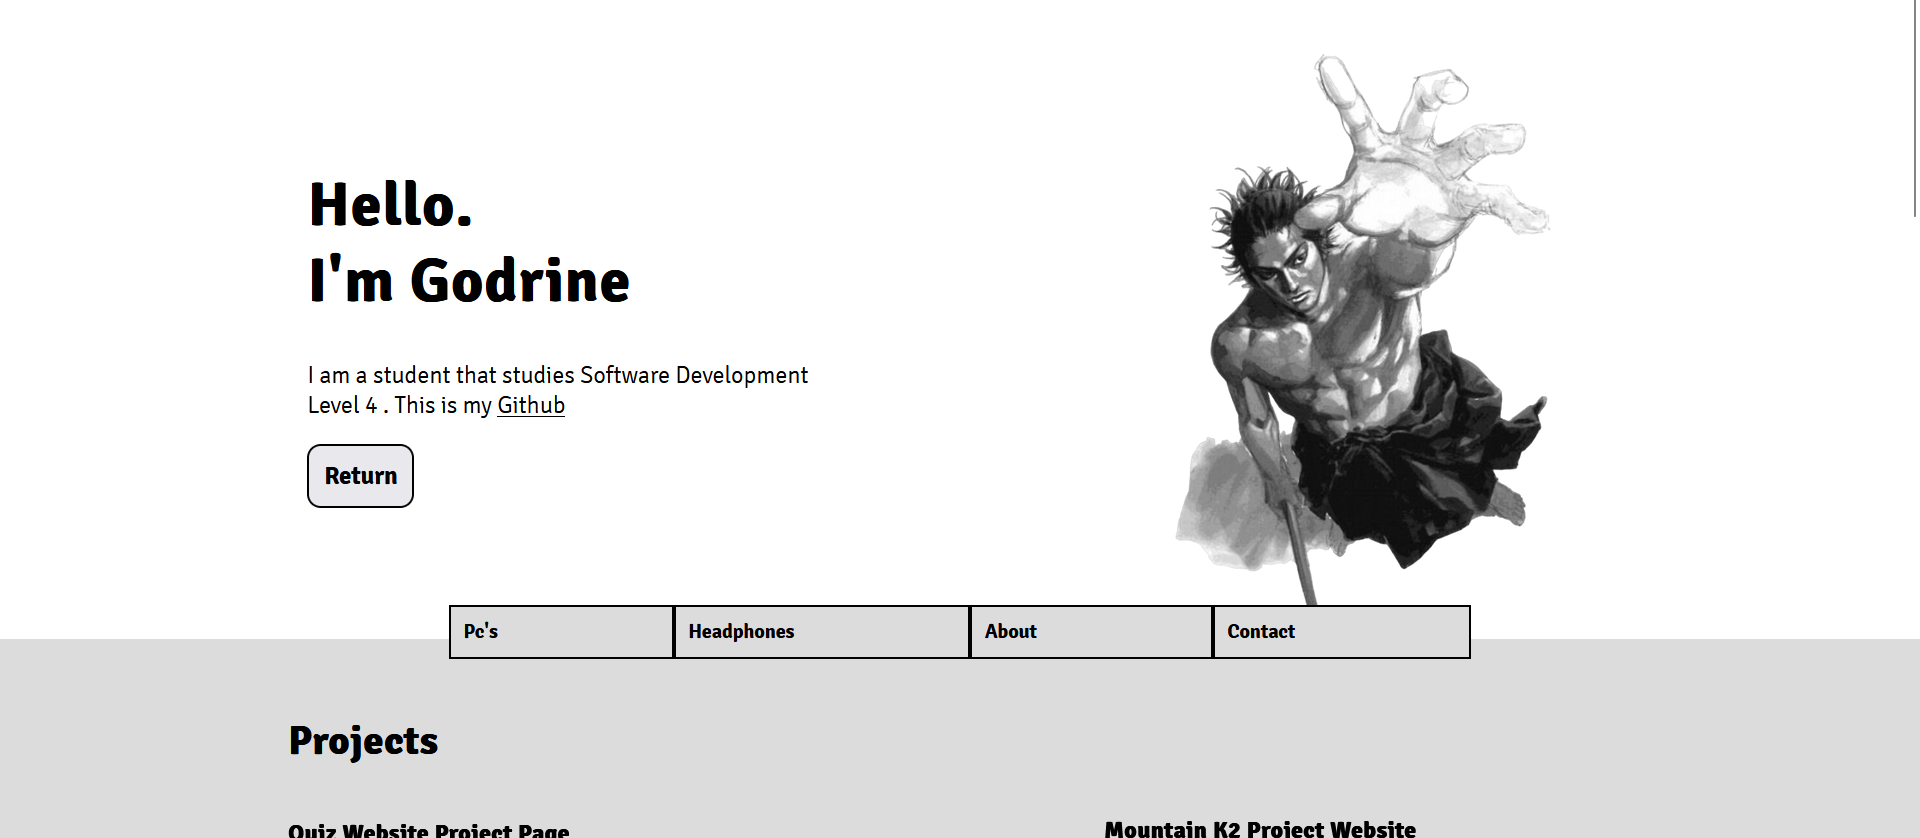 Hello.
I'm Godrine
I am a student that studies Software Development
Level 4 . This is my Github
Return
Pc's
Headphones
About
Contact
Projects
Quiz Website Project Page
Mountain K2 Project Website